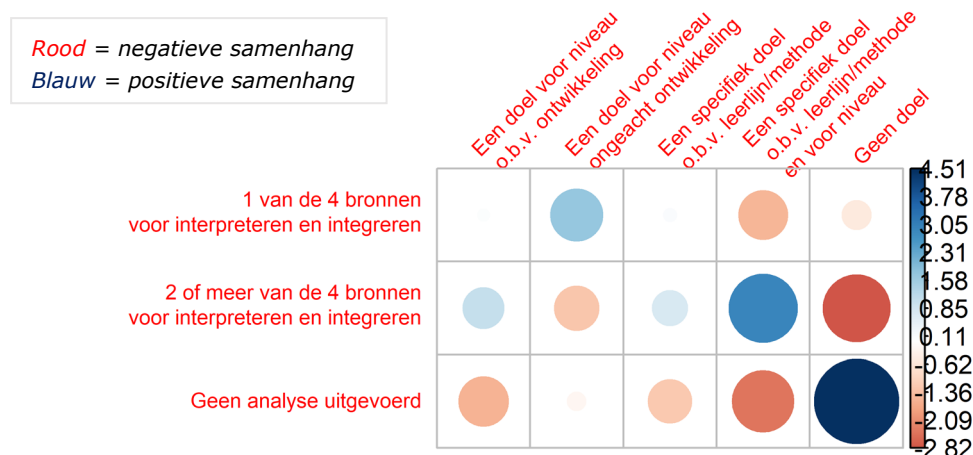 Rood = negatieve samenhang
Blauw = positieve samenhang
Een doel voor niveau
o.b.v. ontwikkeling
Een doel voor niveau
ongeacht ontwikkeling
Een specifiek doel
o.b.v. leerlijn/methode
Een specifiek doel
o.b.v. leerlijn/methode
en voor niveau
Geen doel
1 van de 4 bronnen
voor interpreteren en integreren
2 of meer van de 4 bronnen
voor interpreteren en integreren
Geen analyse uitgevoerd
4.51
3.78
3.05
2.31
1.58
0.85
0.11
-0.62
-1.36
-2.09
-2.82